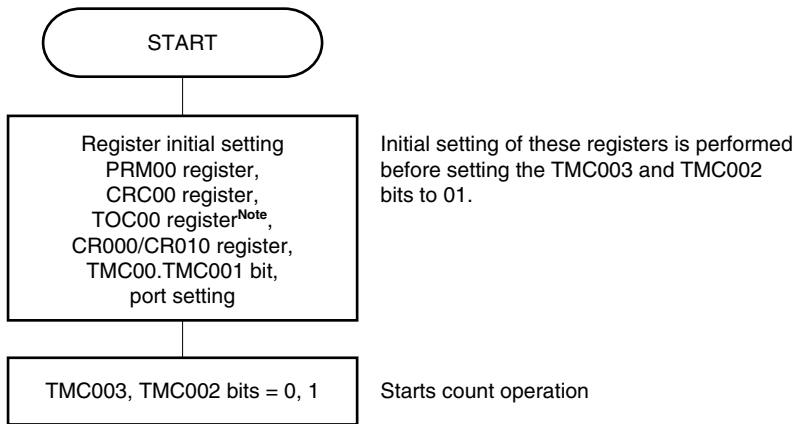 START
Register initial setting
PRM00 register,
CRC00 register,
TOC00 registerNote,
CR000/CR010 register,
TMC00.TMC001 bit,
port setting
Initial setting of these registers is performed
before setting the TMC003 and TMC002
bits to 01.
TMC003, TMC002 bits = 0, 1
Starts count operation